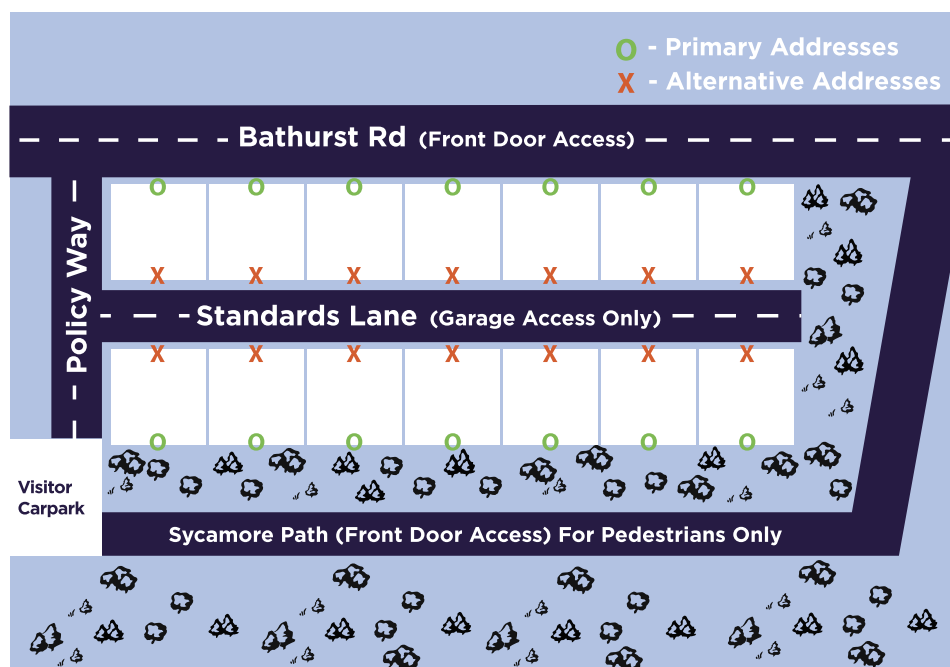 O - Primary Addresses
X - Alternative Addresses
Bathurst Rd (Front Door Access)
O O O O O O O
Policy Way
X X X X X X X
Standards Lane (Garage Access Only)
X X X X X X X
O O O O O O O
Visitor
Carpark
Sycamore Path (Front Door Access) For Pedestrians Only